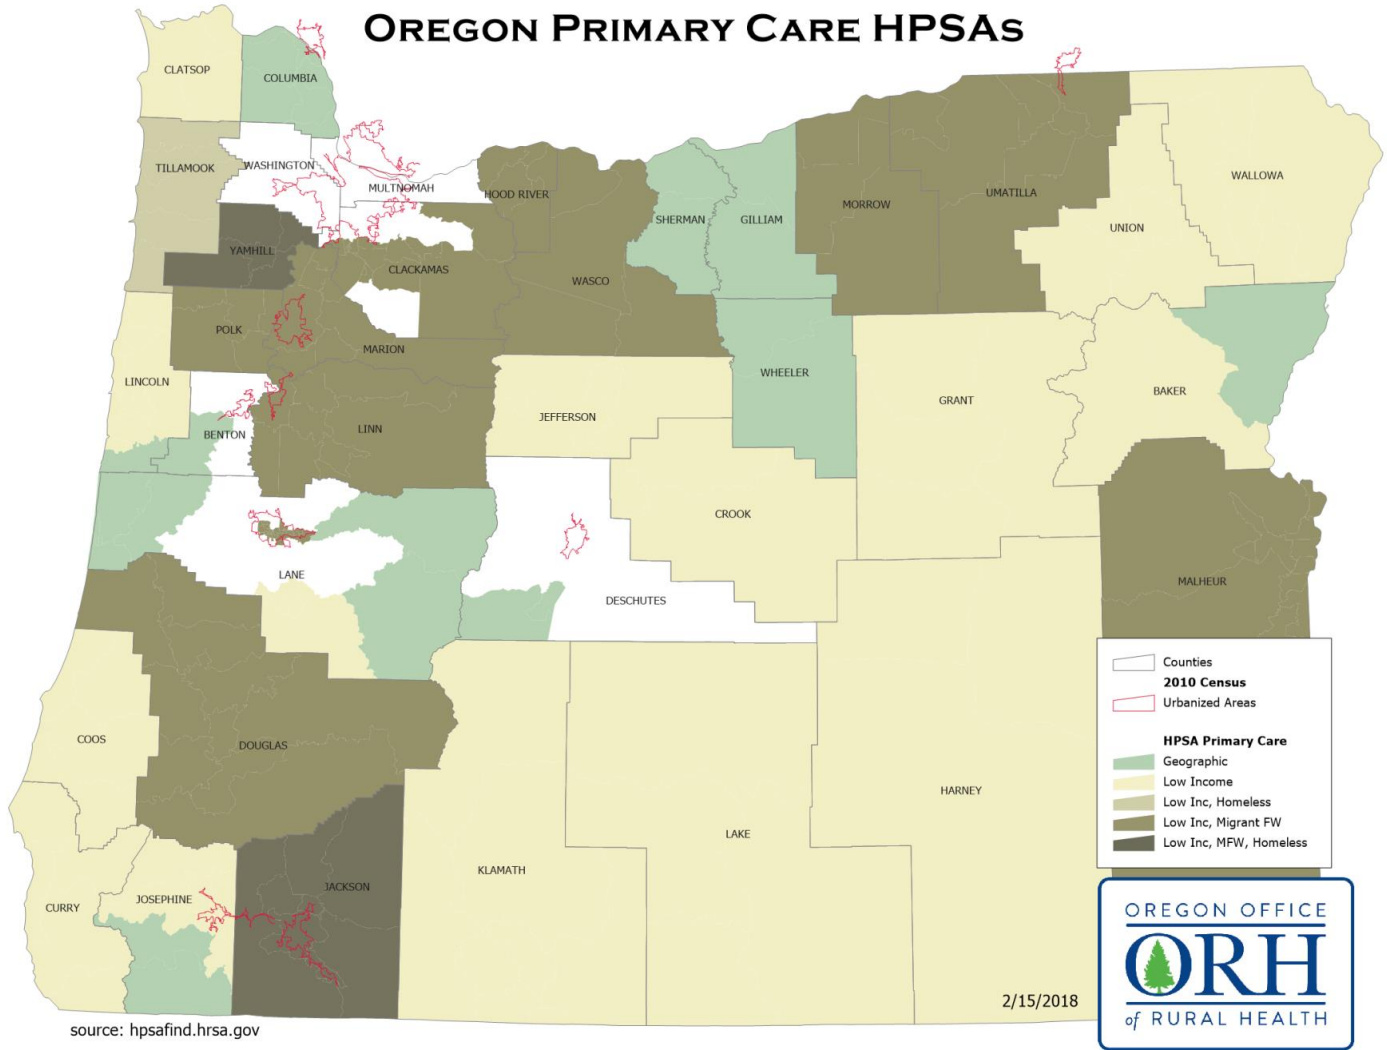 OREGON PRIMARY CARE HPSAS
CLATSOP
COLUMBIA
TILLAMOOK
WASHINGTON
MULTNOMAH
HOOD RIVER
SHERMAN
GILLIAM
MORROW
UMATILLA
WALLOWA
UNION
YAMHILL
CLACKAMAS
WASCO
POLK
MARION
LINCOLN
WHEELER
JEFFERSON
GRANT
BAKER
BENTON
LINN
CROOK
LANE
DESCHUTES
MALHEUR
COOS
DOUGLAS
HARNEY
LAKE
KLAMATH
JACKSON
JOSEPHINE
CURRY
Counties
2010 Census
Urbanized Areas
HPSA Primary Care
Geographic
Low Income
Low Inc, Homeless
Low Inc, Migrant FW
Low Inc, MFW, Homeless
OREGON OFFICE
ORH
of RURAL HEALTH
2/15/2018
source: hpsafind.hrsa.gov